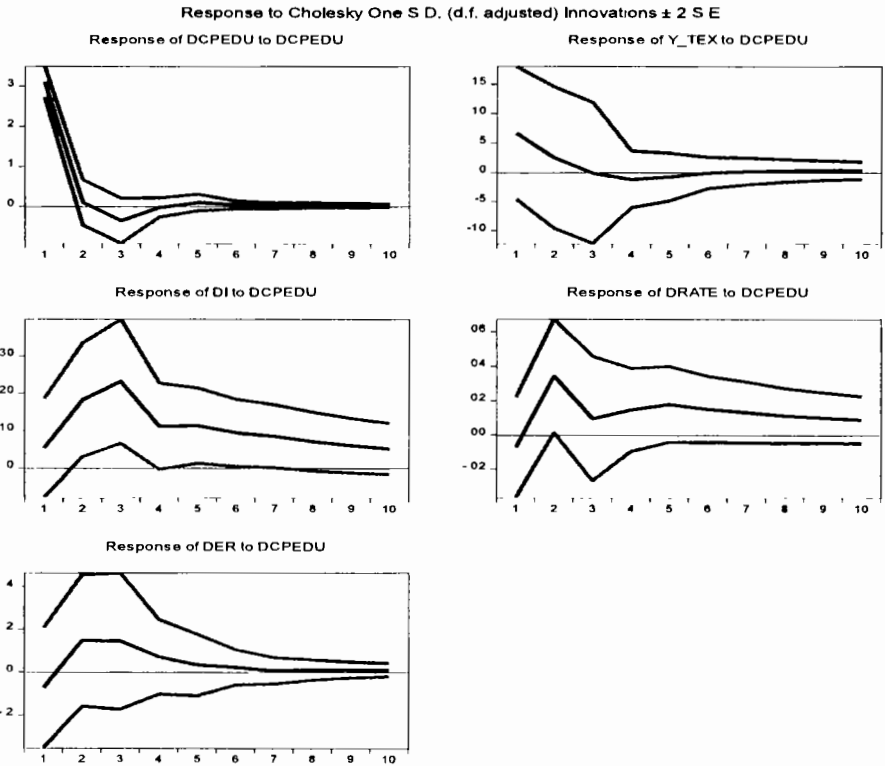 Response to Cholesky One S D. (d.f. adjusted) Innovations ± 2 S E
Response of DCPEDU to DCPEDU
3
2
1
0
1 2 3 4 5 6 7 8 9 10
Response of Y_TEX to DCPEDU
15
10
5
0
-5
-10
1 2 3 4 5 6 7 8 9 10
Response of DI to DCPEDU
30
20
10
0
1 2 3 4 5 6 7 8 9 10
Response of DRATE to DCPEDU
06
04
02
00
-02
1 2 3 4 5 6 7 8 9 10
Response of DER to DCPEDU
4
2
0
-2
1 2 3 4 5 6 7 8 9 10